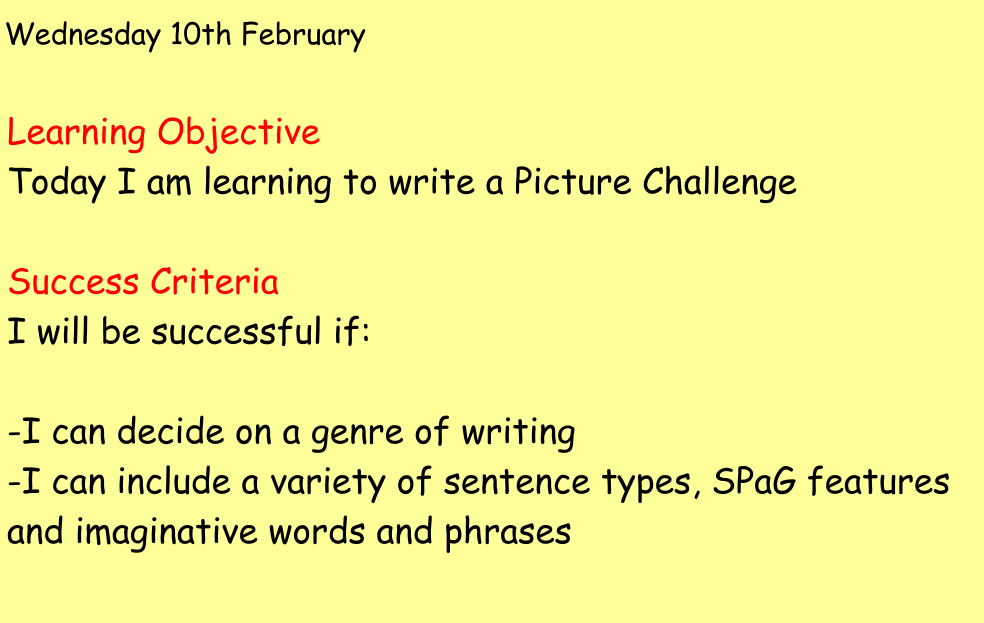 Wednesday 10th February
Learning Objective
Today I am learning to write a Picture Challenge
Success Criteria
I will be successful if:
-I can decide on a genre of writing
-I can include a variety of sentence types, SPaG features
and imaginative words and phrases